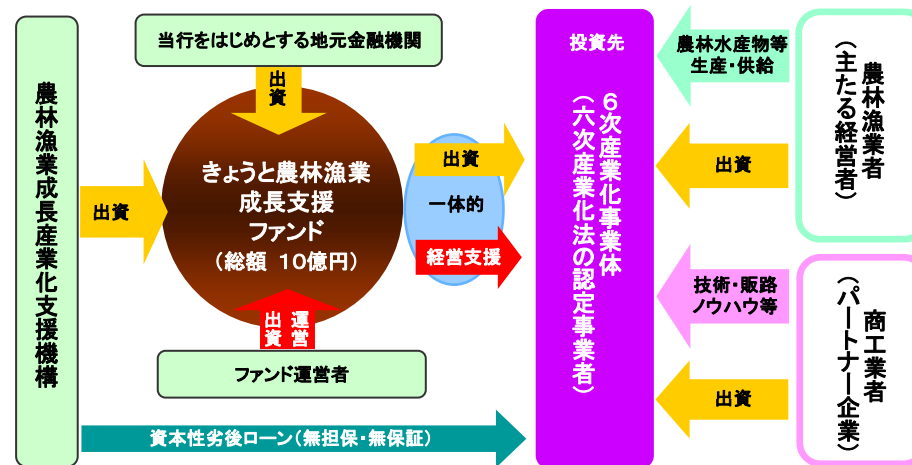 農林漁業成長産業化支援機構
当行をはじめとする地元金融機関
出資
出資
きょうと農林漁業
成長支援
ファンド
(総額 10億円)
運営
出資
ファンド運営者
出資
一体的
経営支援
資本性劣後ローン(無担保・無保証)
投資先
6次産業化事業体
(六次産業化法の認定事業者)
農林水産物等
生産・供給
出資
農林漁業者
(主たる経営者)
技術・販路
ノウハウ等
出資
商工業者
(パートナー企業)